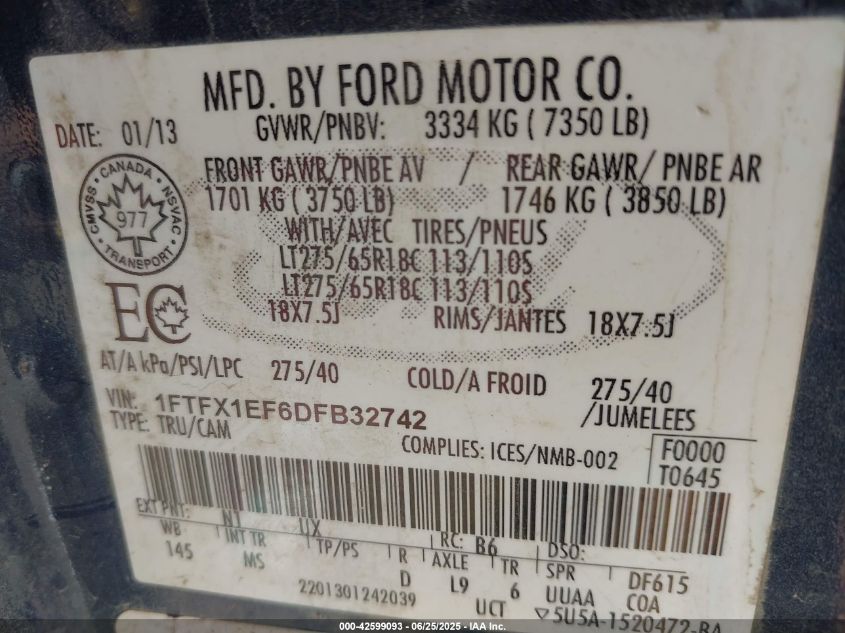 MFD. BY FORD MOTOR CO.
DATE: 01/13 GVWR/PNBV: 3334 KG ( 7350 LB)
FRONT GAWR/PNBE AV / REAR GAWR/ PNBE AR
1701 KG ( 3750 LB) 1746 KG ( 3850 LB)
CANADA
CMVSS NSVAC
977
TRANSPORT
WITH/AVEC TIRES/PNEUS
LT275/65R18C 113/110S
LT275/65R18C 113/110S
EC
18X7.5J RIMS/JANTES 18X7.5J
AT/A kPa/PSI/LPC 275/40 COLD/A FROID 275/40
VIN: 1FTFX1EF6DFB32742 /JUMELEES
TYPE: TRU/CAM
COMPLIES: ICES/NMB-002 F0000
T0645
EXT PNT: N1 UX RC: B6 DSO:
WB INT TR TP/PS R AXLE TR SPR DF615
145 MS D L9 6 UUAA COA
2201301242039 UCT ▽5U5A-1520472-BA
000-42599093 - 06/25/2025 - IAA Inc.